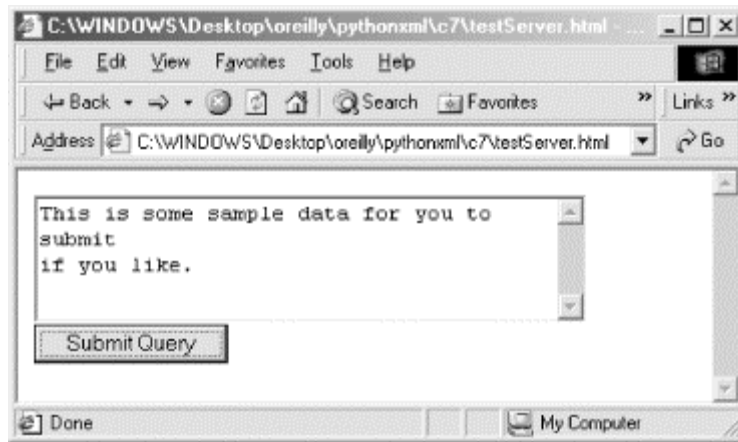 C:\WINDOWS\Desktop\oreilly\pythonxml\c7\testServer.html - ...
File Edit View Favorites Tools Help
Back Search Favorites » Links »
Address C:\WINDOWS\Desktop\oreilly\pythonxml\c7\testServer.html Go
This is some sample data for you to
submit
if you like.
Submit Query
Done My Computer